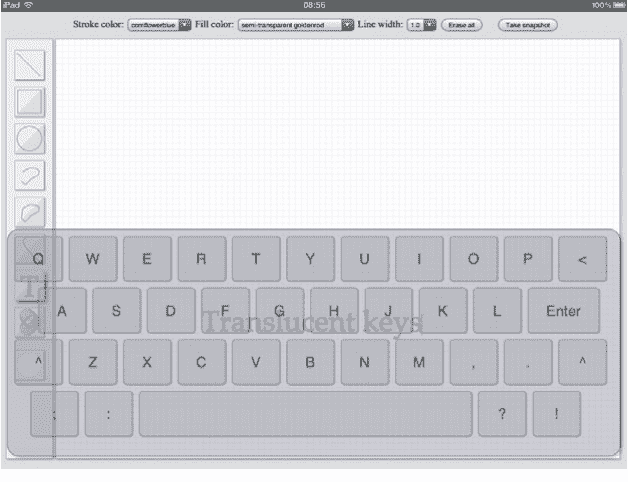 iPad 08:56 100%
Stroke color: cornflowerblue Fill color: semi-transparent goldenrod Line width: 1.0 Erase all Take snapshot
Q W E R T Y U I O P <
T
A S D F G H J K L Enter
Translucent keys
^ Z X C V B N M , . ^
: ? !